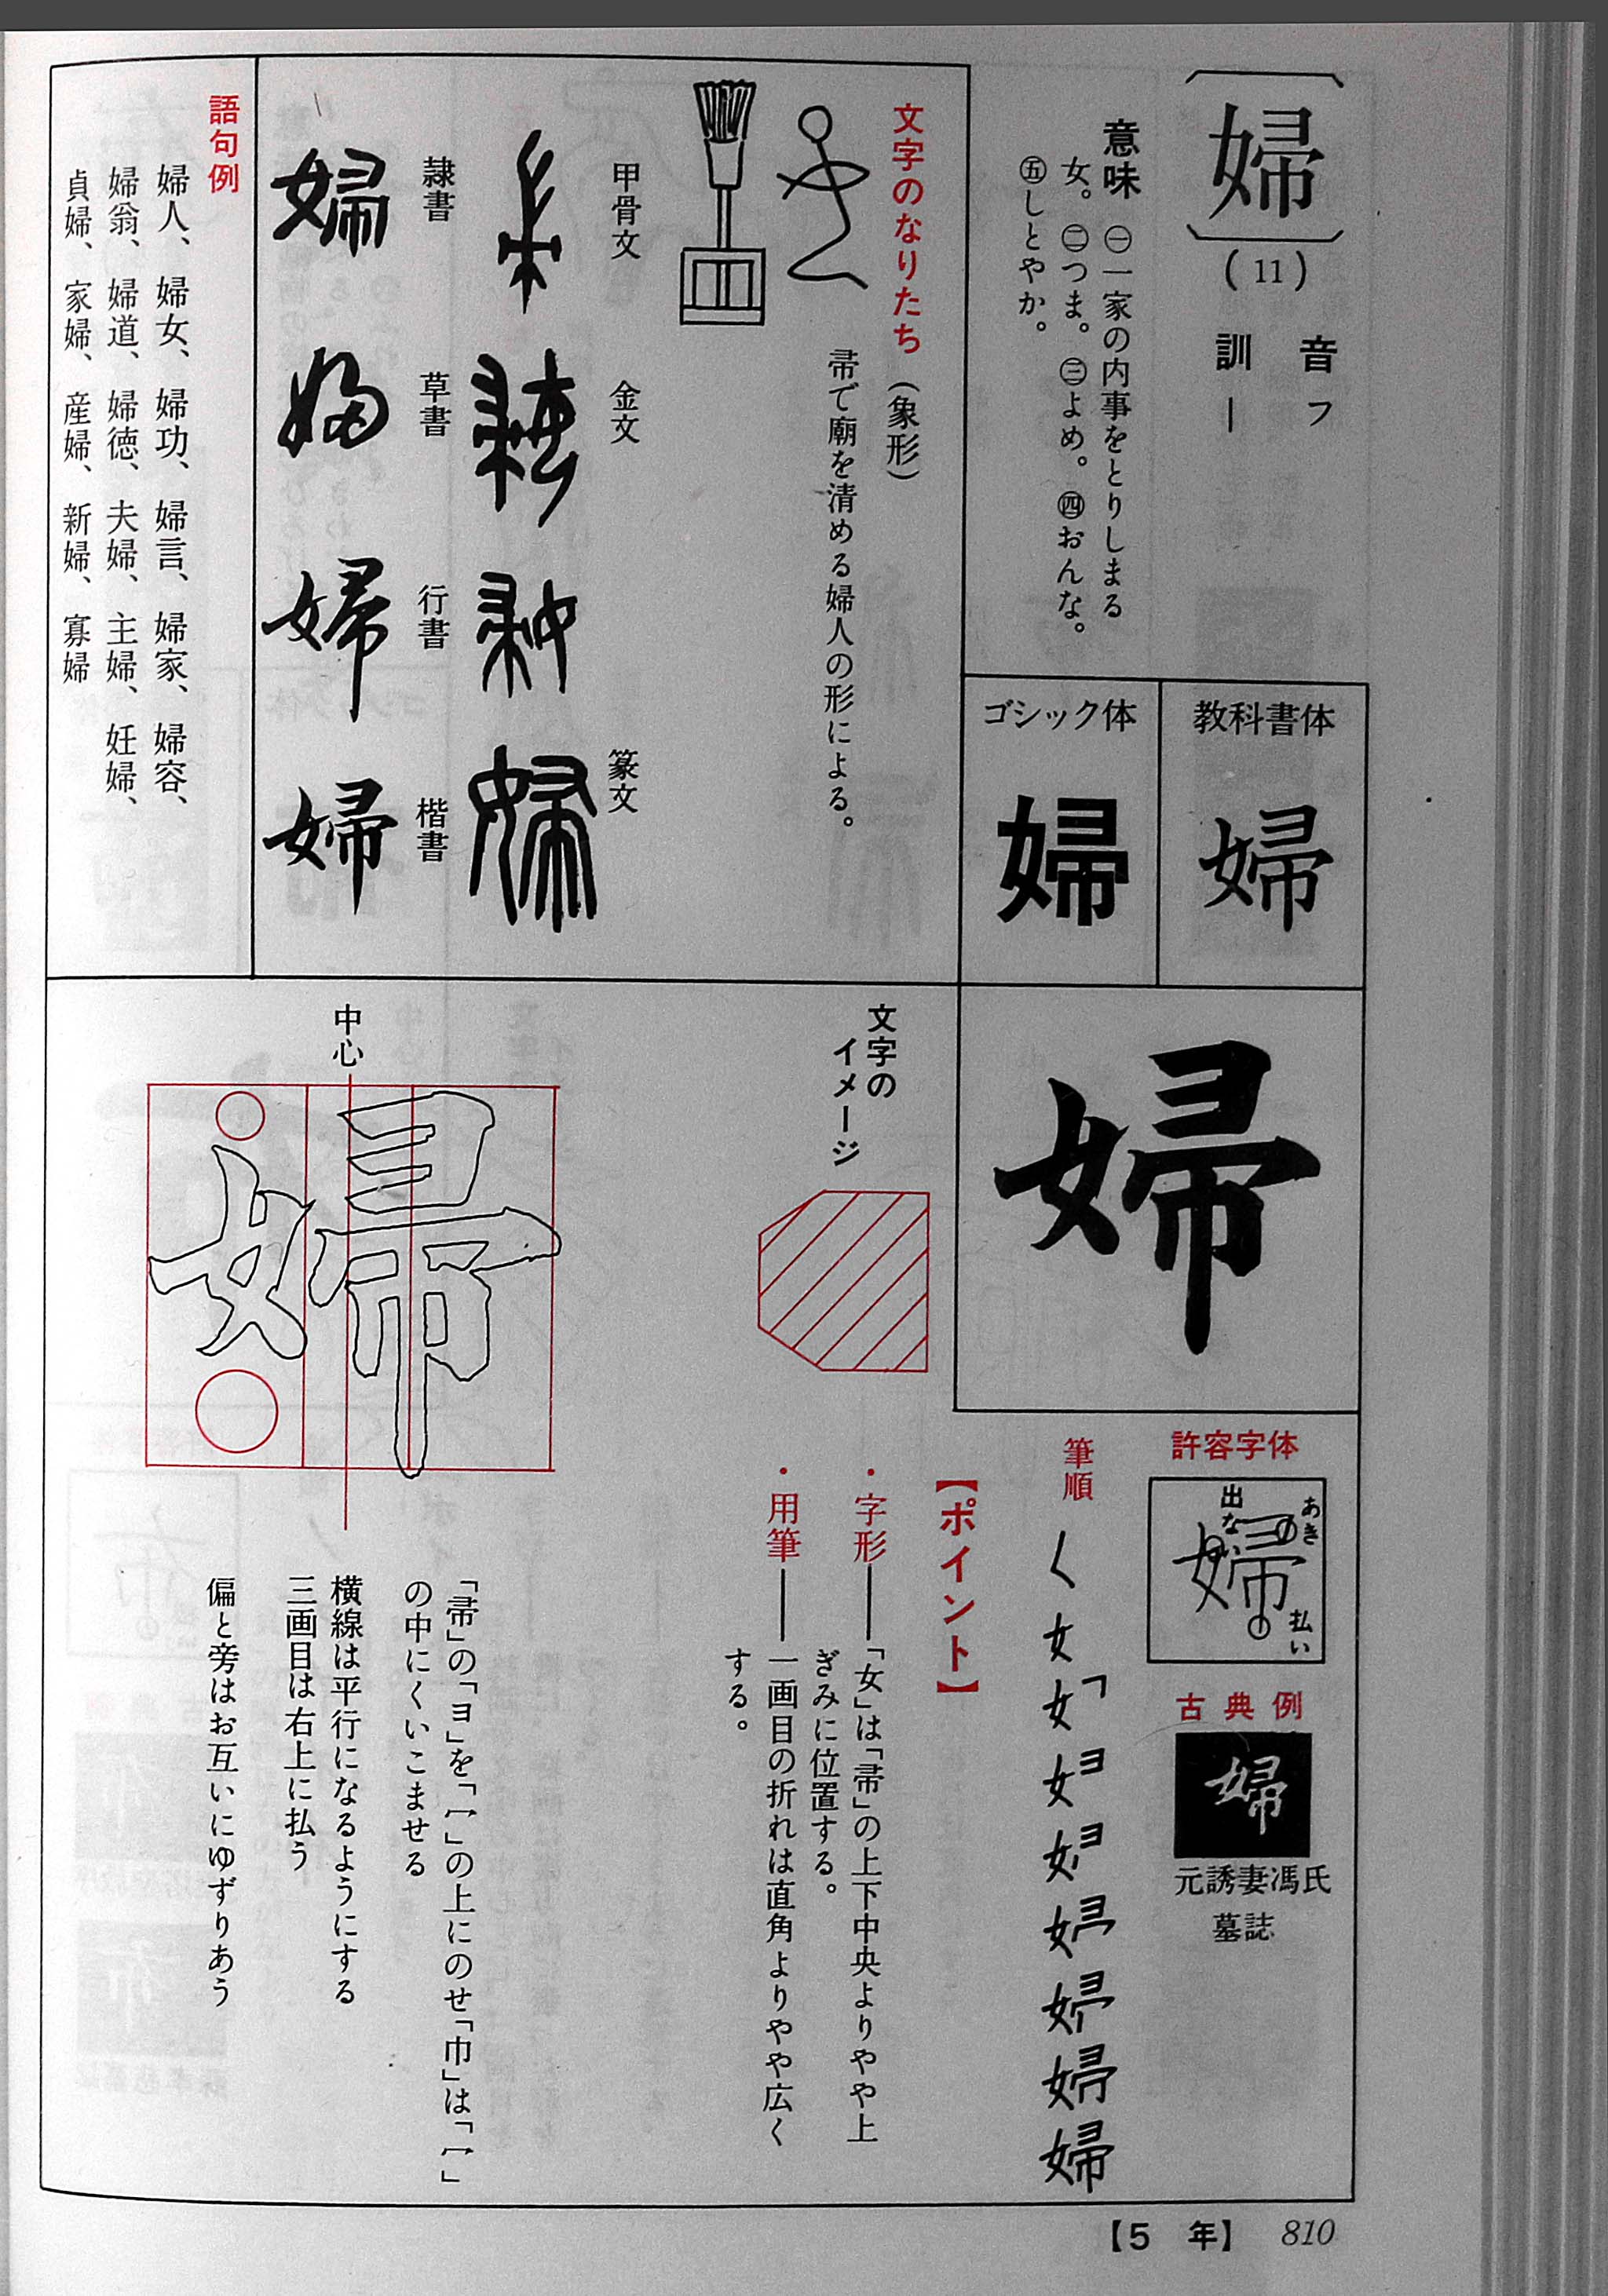 婦
(11)
音 フ
訓 ―
意味 ㊀一家の内事をとりしまる
女。㊁つま。㊂よめ。㊃おんな。
㊄しとやか。
教科書体
婦
ゴシック体
婦
文字のなりたち(象形)
帚で廟を清める婦人の形による。
甲骨文
金文
篆文
隷書
婦
草書
婦
行書
婦
楷書
婦
語句例
婦人、婦女、婦功、婦言、婦家、婦容、
婦翁、婦道、婦徳、夫婦、主婦、妊婦、
貞婦、家婦、産婦、新婦、寡婦
婦
許容字体
あき
出ない
払い
婦
古典例
婦
元誘妻馮氏
墓誌
筆順
く 女 女 婦 婦
文字の
イメージ
【ポイント】
・字形――「女」は「帚」の上下中央よりやや上
ぎみに位置する。
・用筆――一画目の折れは直角よりやや広く
する。
中心
婦
「帚」の「ヨ」を「冖」の上にのせ「巾」は「冖」
の中にくいこませる
横線は平行になるようにする
三画目は右上に払う
偏と旁はお互いにゆずりあう
【5 年】 810